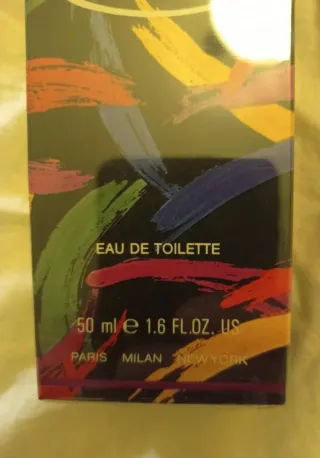 EAU DE TOILETTE
50 ml ℮ 1.6 FL.OZ. US
PARIS MILAN NEW YORK